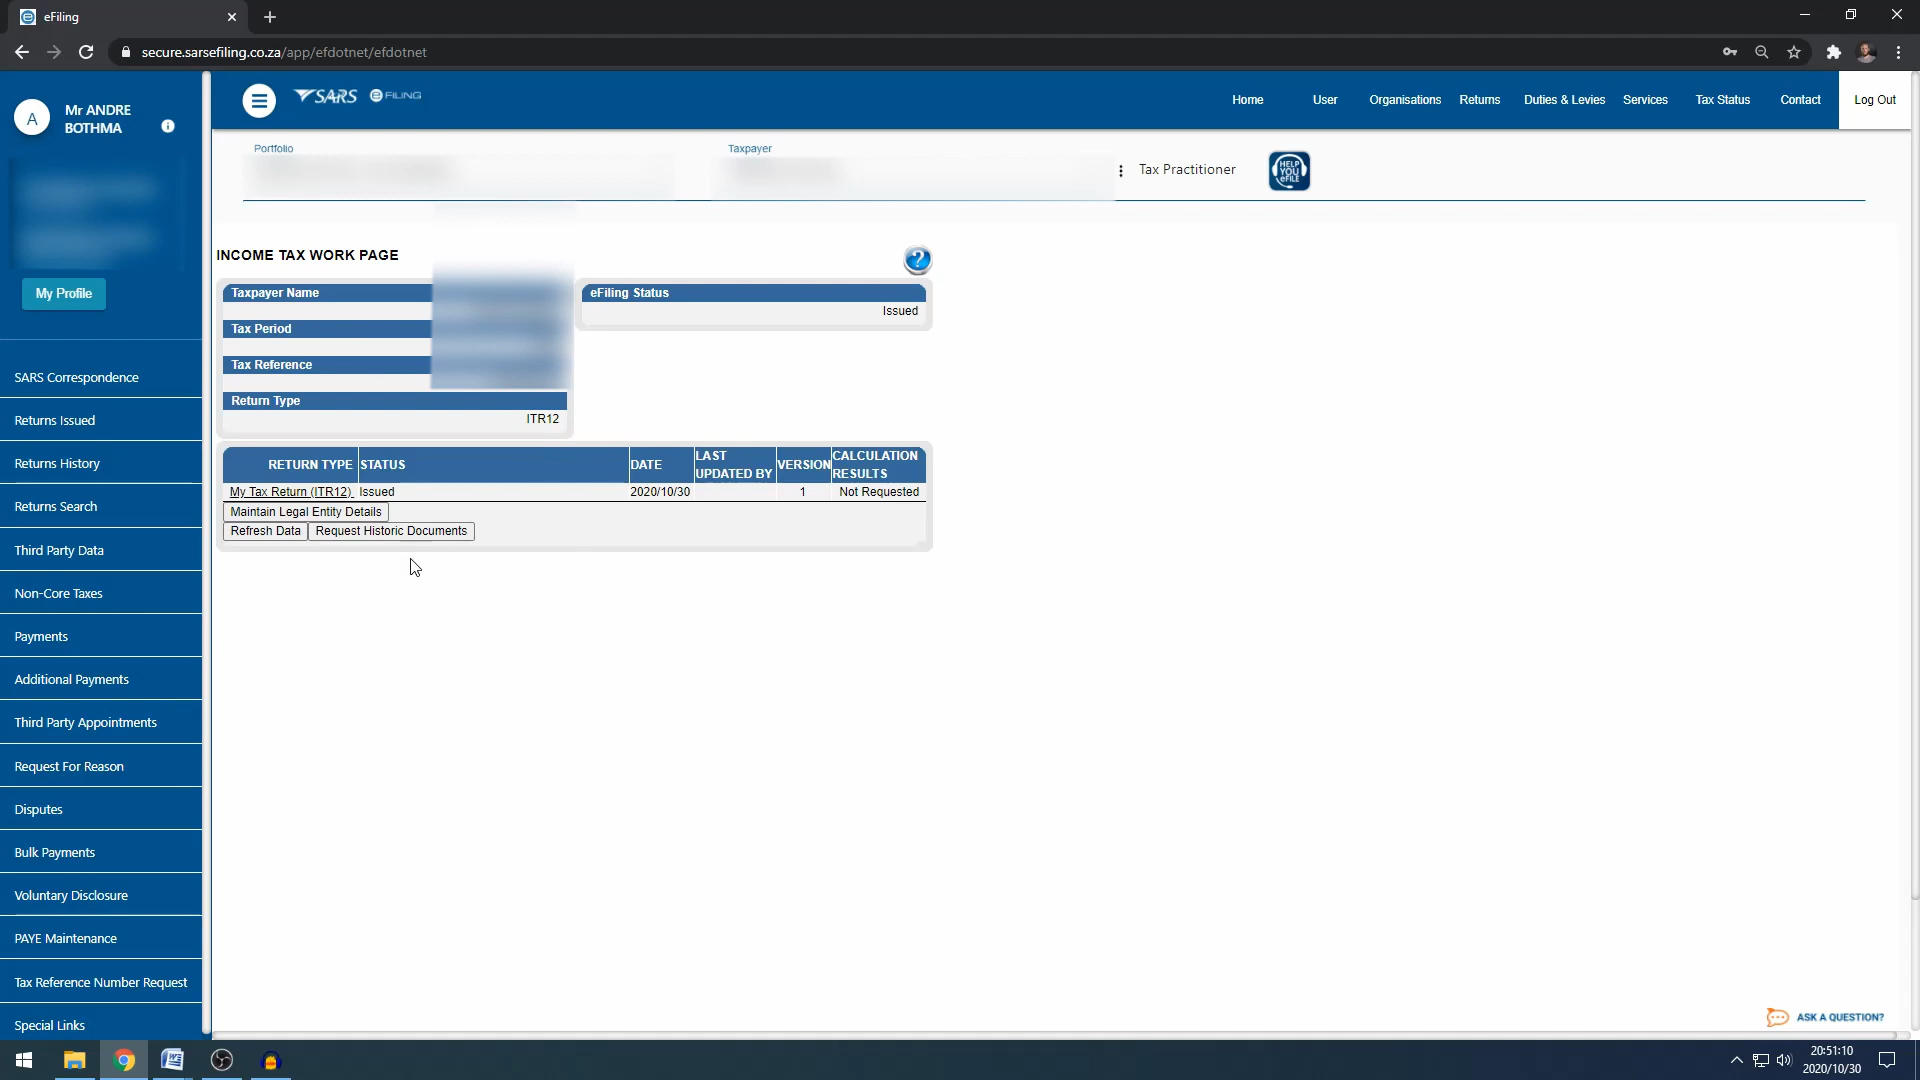 eFiling
secure.sarsefiling.co.za/app/efdotnet/efdotnet
A
Mr ANDRE
BOTHMA
My Profile
SARS Correspondence
Returns Issued
Returns History
Returns Search
Third Party Data
Non-Core Taxes
Payments
Additional Payments
Third Party Appointments
Request For Reason
Disputes
Bulk Payments
Voluntary Disclosure
PAYE Maintenance
Tax Reference Number Request
Special Links
SARS e FILING
Home User Organisations Returns Duties & Levies Services Tax Status Contact Log Out
Portfolio Taxpayer
Tax Practitioner
HELP
YOU
eFILE
INCOME TAX WORK PAGE
?
Taxpayer Name
Tax Period
Tax Reference
Return Type
ITR12
eFiling Status
Issued
RETURN TYPE STATUS DATE LAST UPDATED BY VERSION CALCULATION RESULTS
My Tax Return (ITR12) Issued 2020/10/30 1 Not Requested
Maintain Legal Entity Details
Refresh Data Request Historic Documents
ASK A QUESTION?
20:51:10
2020/10/30